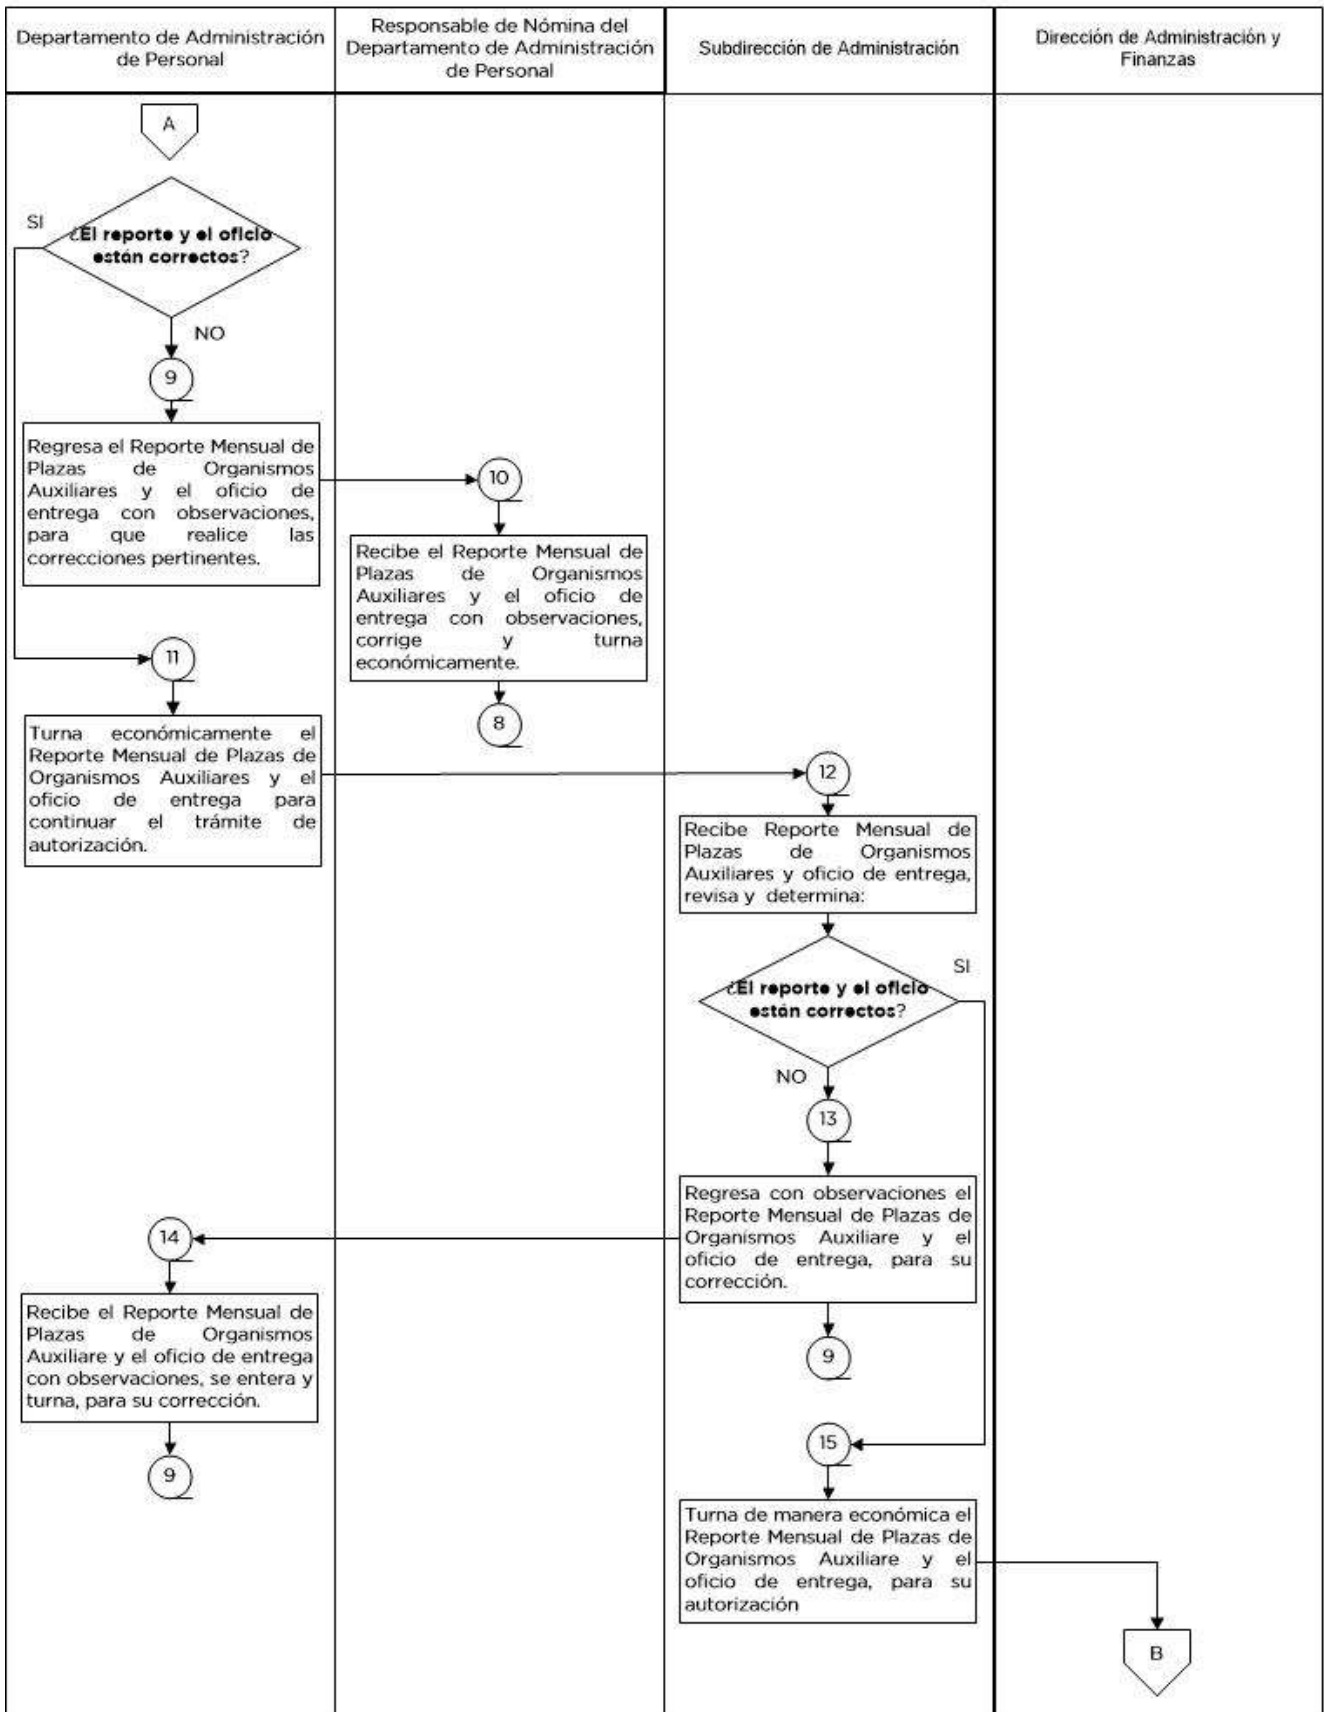 Departamento de Administración
de Personal
Responsable de Nómina del
Departamento de Administración
de Personal
Subdirección de Administración
Dirección de Administración y
Finanzas
A
SI
¿El reporte y el oficio
están correctos?
NO
9
Regresa el Reporte Mensual de
Plazas de Organismos
Auxiliares y el oficio de
entrega con observaciones,
para que realice las
correcciones pertinentes.
10
Recibe el Reporte Mensual de
Plazas de Organismos
Auxiliares y el oficio de
entrega con observaciones,
corrige y turna
económicamente.
8
11
Turna económicamente el
Reporte Mensual de Plazas de
Organismos Auxiliares y el
oficio de entrega para
continuar el trámite de
autorización.
12
Recibe Reporte Mensual de
Plazas de Organismos
Auxiliares y oficio de entrega,
revisa y determina:
SI
¿El reporte y el oficio
están correctos?
NO
13
Regresa con observaciones el
Reporte Mensual de Plazas de
Organismos Auxiliare y el
oficio de entrega, para su
corrección.
9
14
Recibe el Reporte Mensual de
Plazas de Organismos
Auxiliare y el oficio de entrega
con observaciones, se entera y
turna, para su corrección.
9
15
Turna de manera económica el
Reporte Mensual de Plazas de
Organismos Auxiliare y el
oficio de entrega, para su
autorización
B